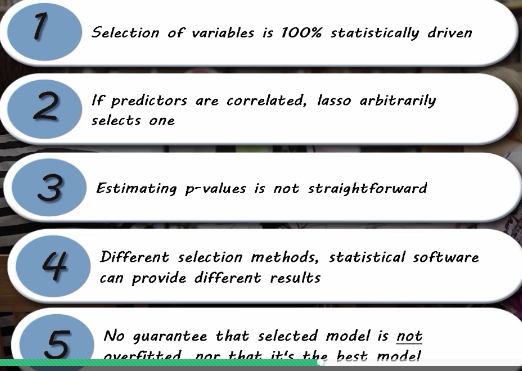 1
Selection of variables is 100% statistically driven
2
If predictors are correlated, lasso arbitrarily
selects one
3
Estimating p-values is not straightforward
4
Different selection methods, statistical software
can provide different results
5
No guarantee that selected model is not
overfitted, nor that it's the best model